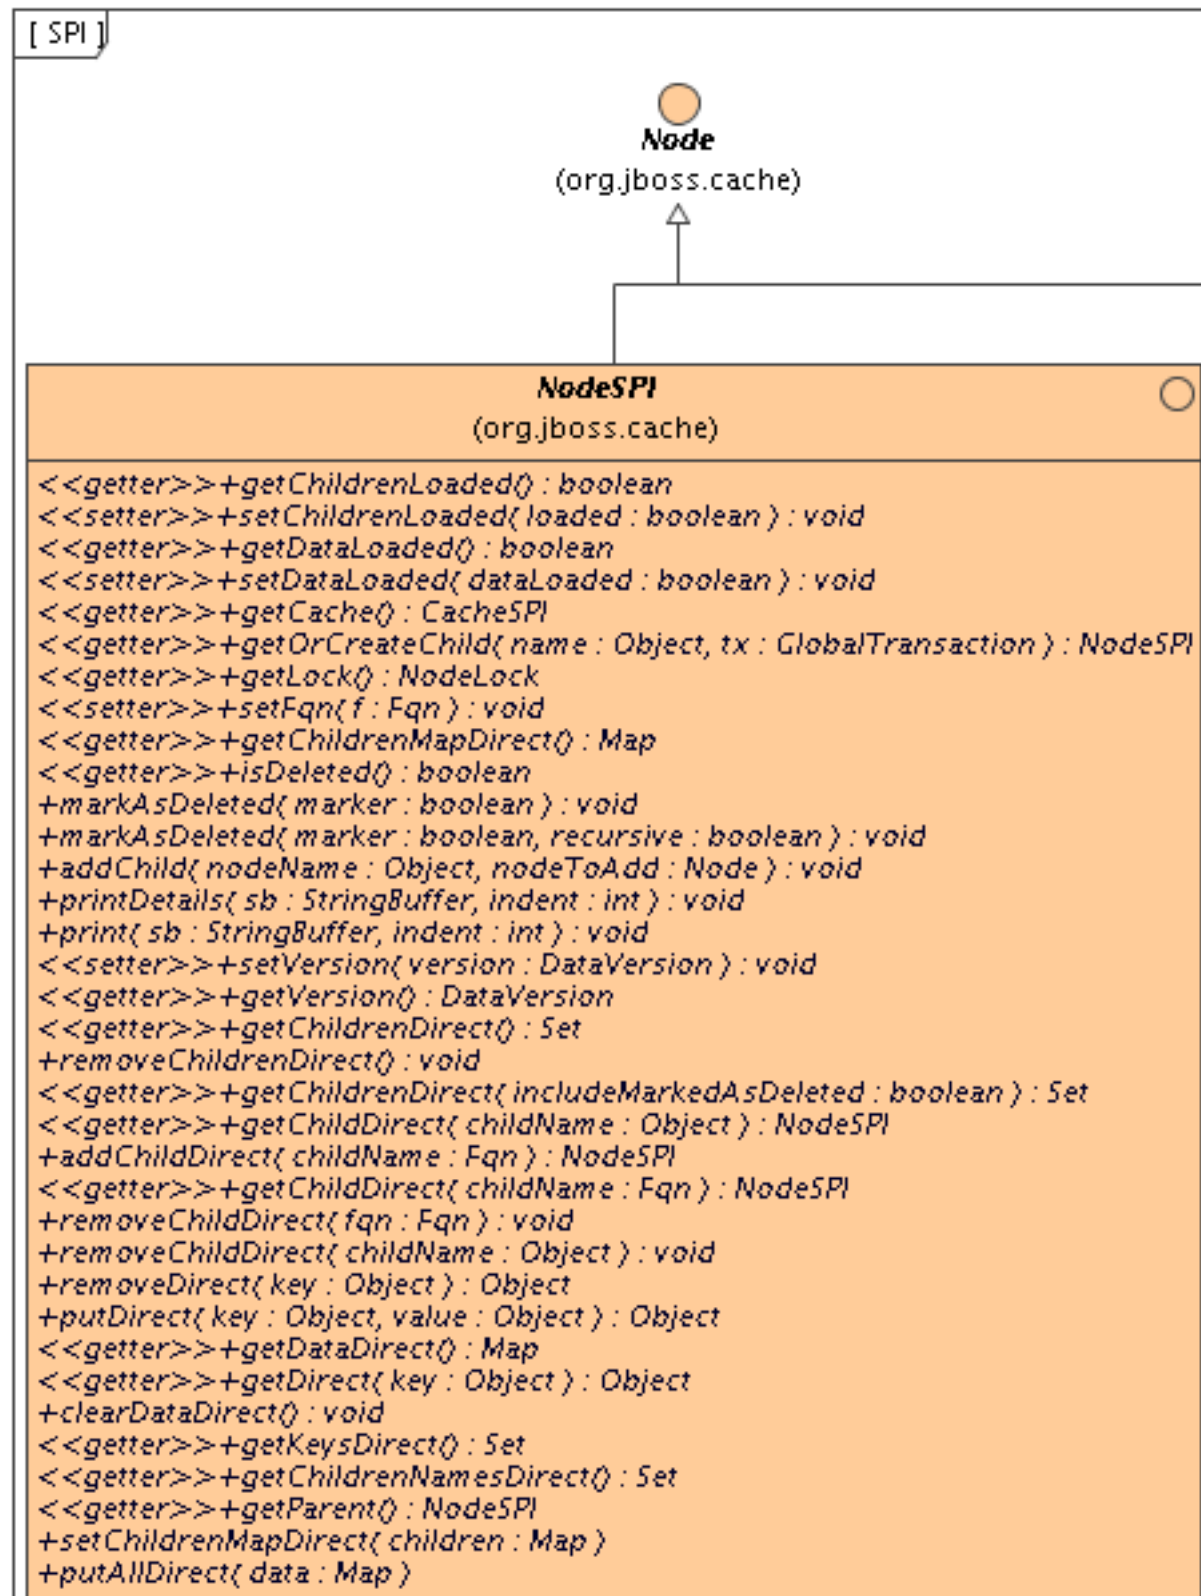 [ SPI ]
Node
(org.jboss.cache)
NodeSPI
(org.jboss.cache)
<<getter>>+getChildrenLoaded() : boolean
<<setter>>+setChildrenLoaded( loaded : boolean ) : void
<<getter>>+getDataLoaded() : boolean
<<setter>>+setDataLoaded( dataLoaded : boolean ) : void
<<getter>>+getCache() : CacheSPI
<<getter>>+getOrCreateChild( name : Object, tx : GlobalTransaction ) : NodeSPI
<<getter>>+getLock() : NodeLock
<<setter>>+setFqn( f : Fqn ) : void
<<getter>>+getChildrenMapDirect() : Map
<<getter>>+isDeleted() : boolean
+markAsDeleted( marker : boolean ) : void
+markAsDeleted( marker : boolean, recursive : boolean ) : void
+addChild( nodeName : Object, nodeToAdd : Node ) : void
+printDetails( sb : StringBuffer, indent : int ) : void
+print( sb : StringBuffer, indent : int ) : void
<<setter>>+setVersion( version : DataVersion ) : void
<<getter>>+getVersion() : DataVersion
<<getter>>+getChildrenDirect() : Set
+removeChildrenDirect() : void
<<getter>>+getChildrenDirect( includeMarkedAsDeleted : boolean ) : Set
<<getter>>+getChildDirect( childName : Object ) : NodeSPI
+addChildDirect( childName : Fqn ) : NodeSPI
<<getter>>+getChildDirect( childName : Fqn ) : NodeSPI
+removeChildDirect( fqn : Fqn ) : void
+removeChildDirect( childName : Object ) : void
+removeDirect( key : Object ) : Object
+putDirect( key : Object, value : Object ) : Object
<<getter>>+getDataDirect() : Map
<<getter>>+getDirect( key : Object ) : Object
+clearDataDirect() : void
<<getter>>+getKeysDirect() : Set
<<getter>>+getChildrenNamesDirect() : Set
<<getter>>+getParent() : NodeSPI
+setChildrenMapDirect( children : Map )
+putAllDirect( data : Map )